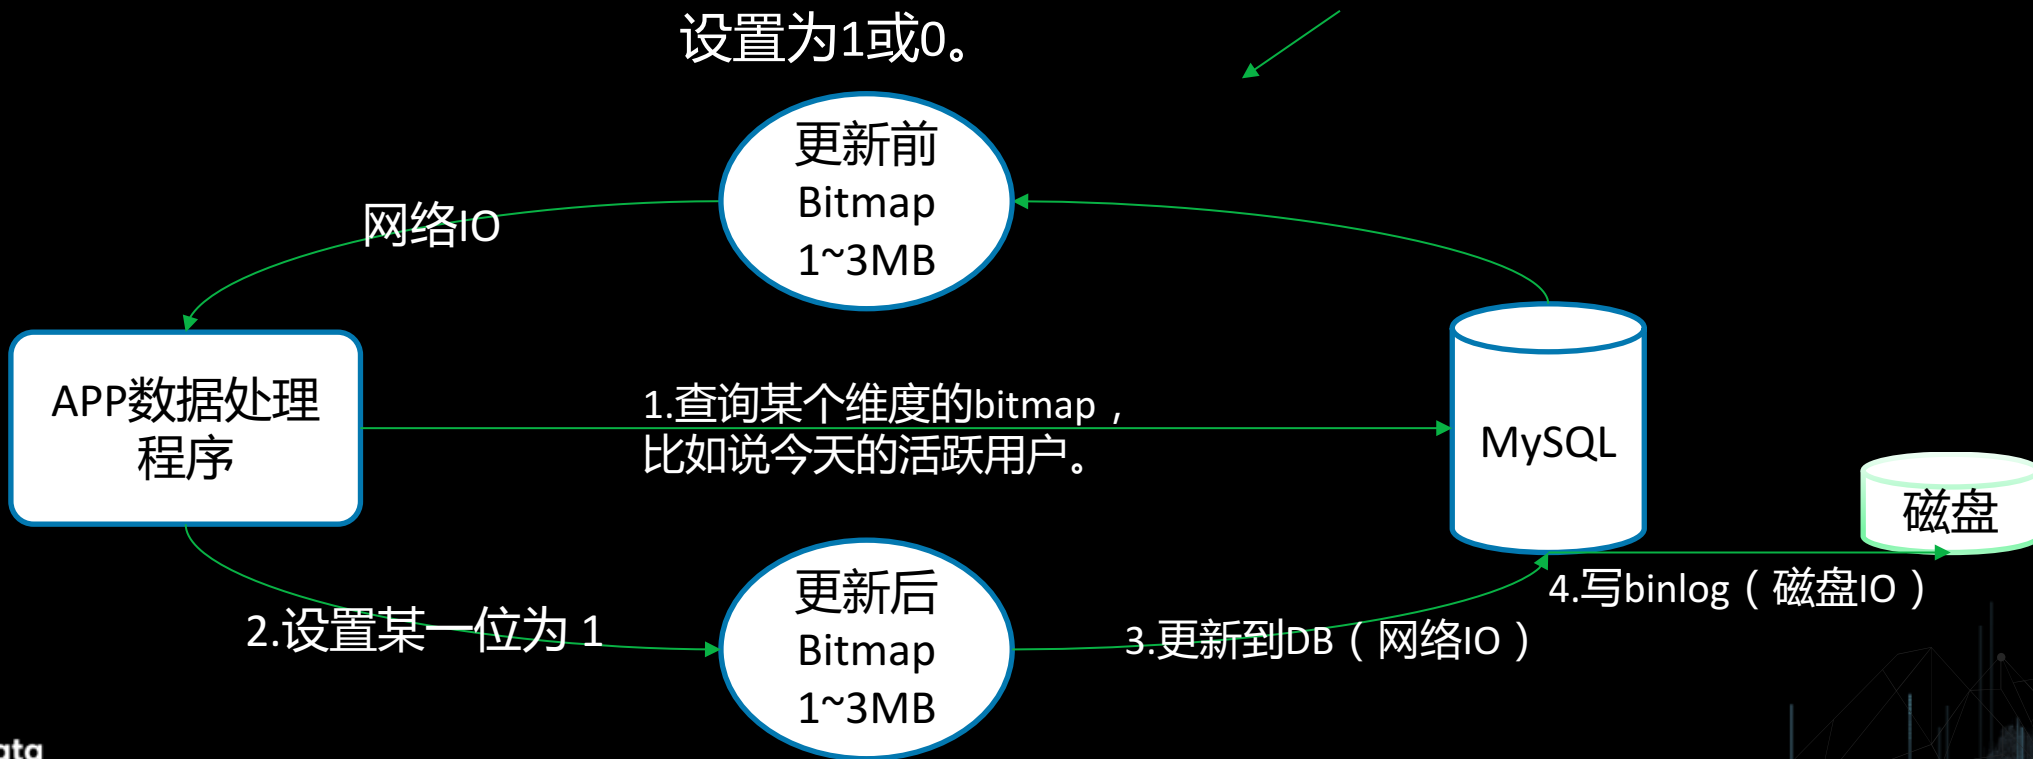 设置为1或0。
更新前
Bitmap
1~3MB
网络IO
APP数据处理
程序
1.查询某个维度的bitmap，
比如说今天的活跃用户。
MySQL
磁盘
更新后
Bitmap
1~3MB
2.设置某一位为 1
3.更新到DB（网络IO）
4.写binlog（磁盘IO）